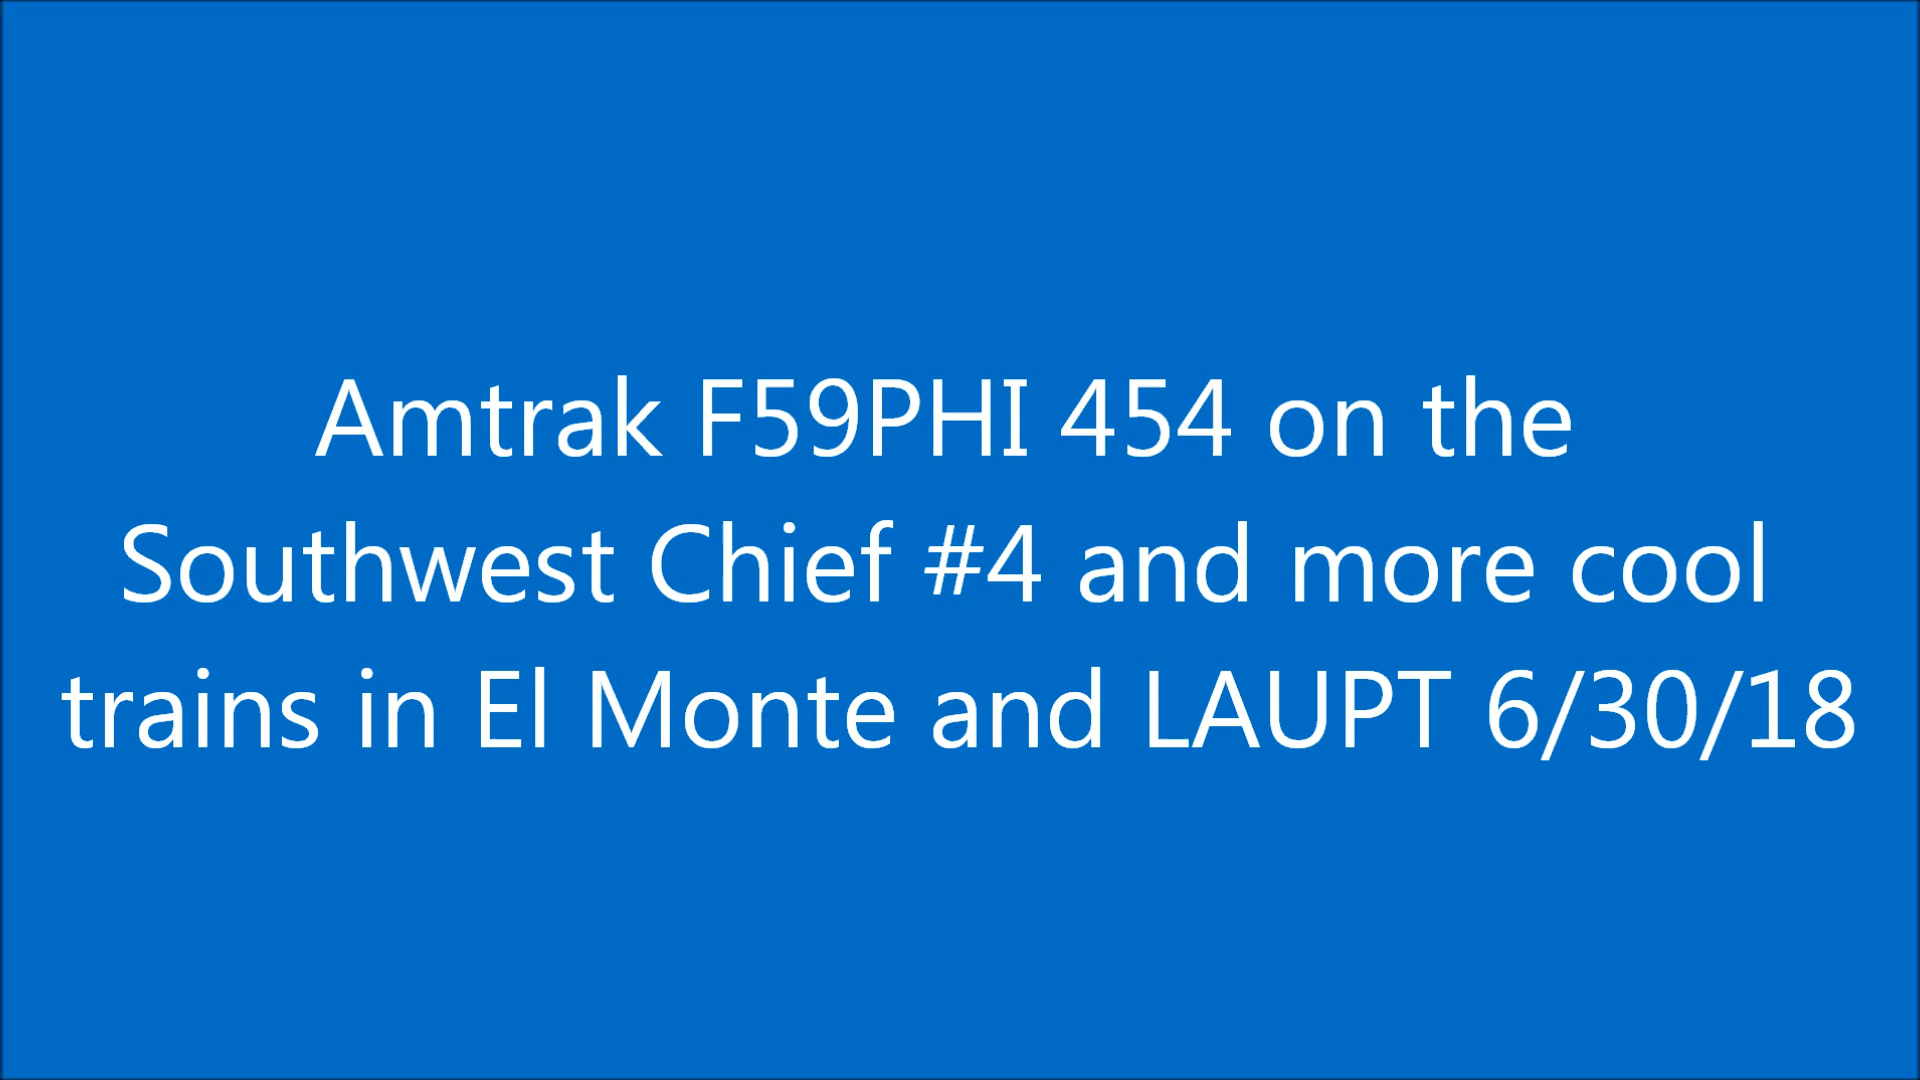 Amtrak F59PHI 454 on the
Southwest Chief #4 and more cool
trains in El Monte and LAUPT 6/30/18